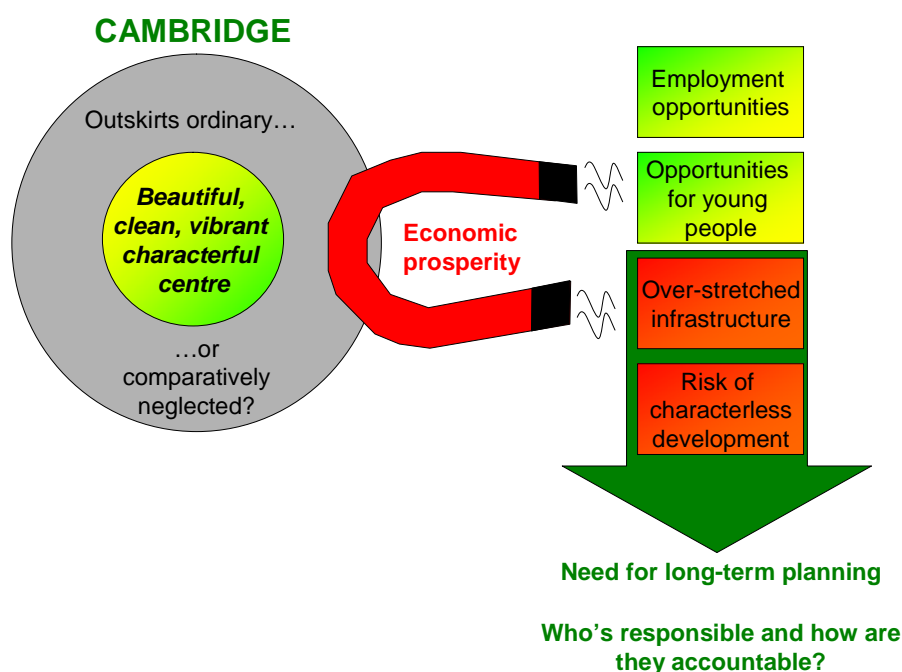 CAMBRIDGE
Outskirts ordinary…
Beautiful,
clean, vibrant
characterful
centre
…or
comparatively
neglected?
Economic
prosperity
Employment
opportunities
Opportunities
for young
people
Over-stretched
infrastructure
Risk of
characterless
development
Need for long-term planning
Who’s responsible and how are
they accountable?